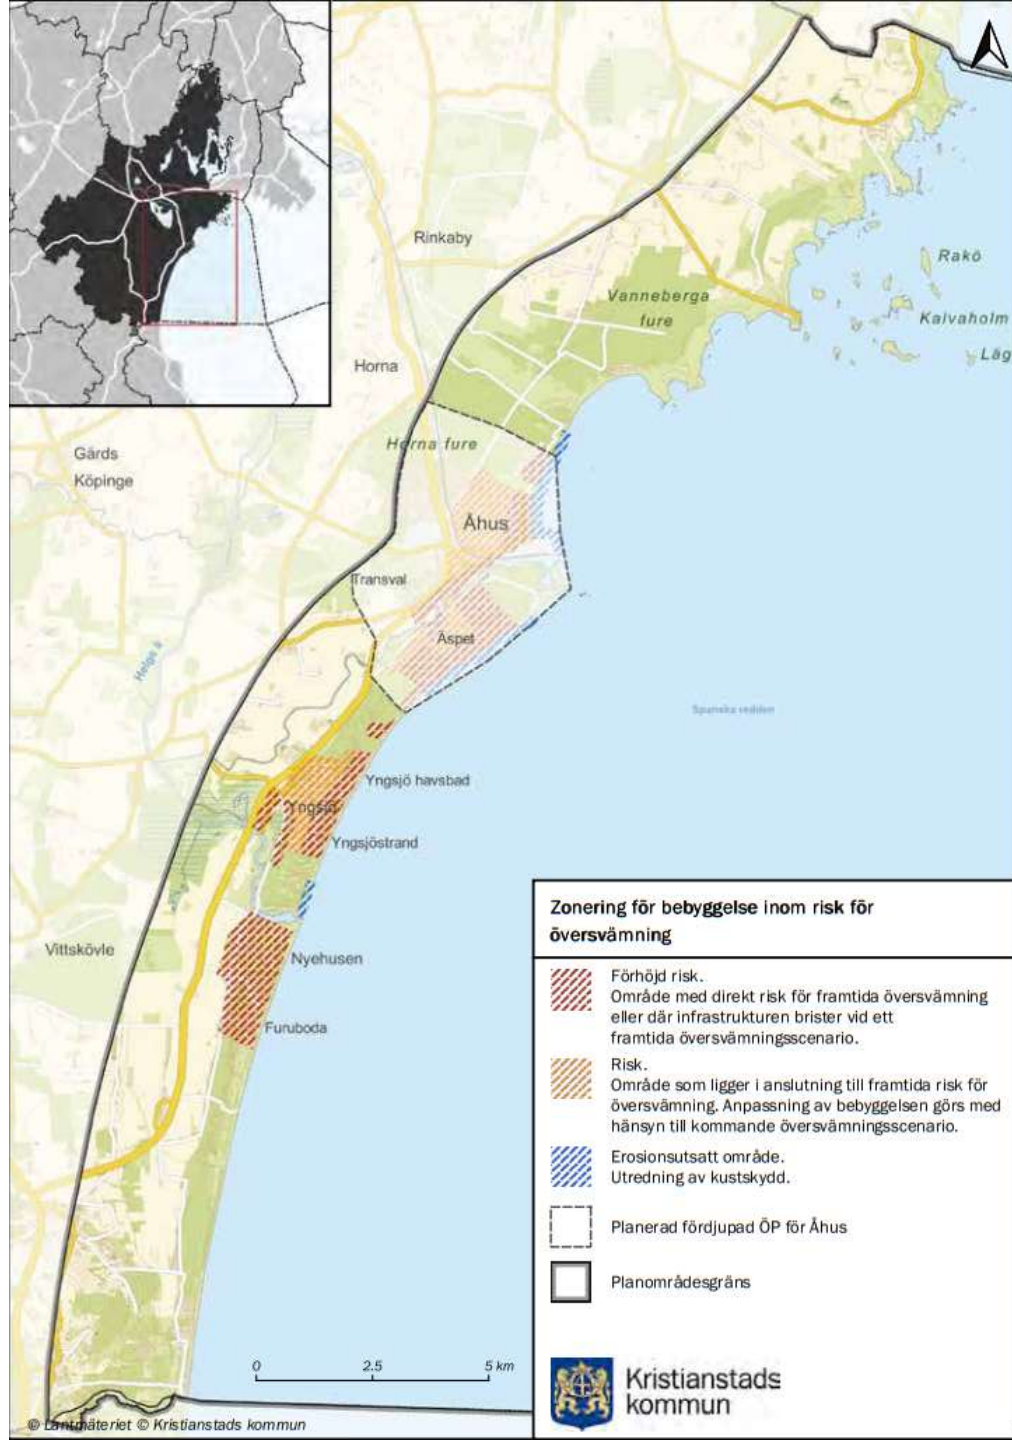 Rinkaby
Rakö
Vanneberga
fure
Kalvaholm
Läg
Horna
Horna fure
Gärds
Köpinge
Åhus
Transval
Äspet
Helge å
Spanska redden
Yngsjö havsbad
Yngsjö
Yngsjöstrand
Vittskövle
Nyehusen
Furuboda
Zonering för bebyggelse inom risk för
översvämning
Förhöjd risk.
Område med direkt risk för framtida översvämning
eller där infrastrukturen brister vid ett
framtida översvämningsscenario.
Risk.
Område som ligger i anslutning till framtida risk för
översvämning. Anpassning av bebyggelsen görs med
hänsyn till kommande översvämningsscenario.
Erosionsutsatt område.
Utredning av kustskydd.
Planerad fördjupad ÖP för Åhus
Planområdesgräns
0 2.5 5 km
Kristianstads
kommun
© Lantmäteriet © Kristianstads kommun